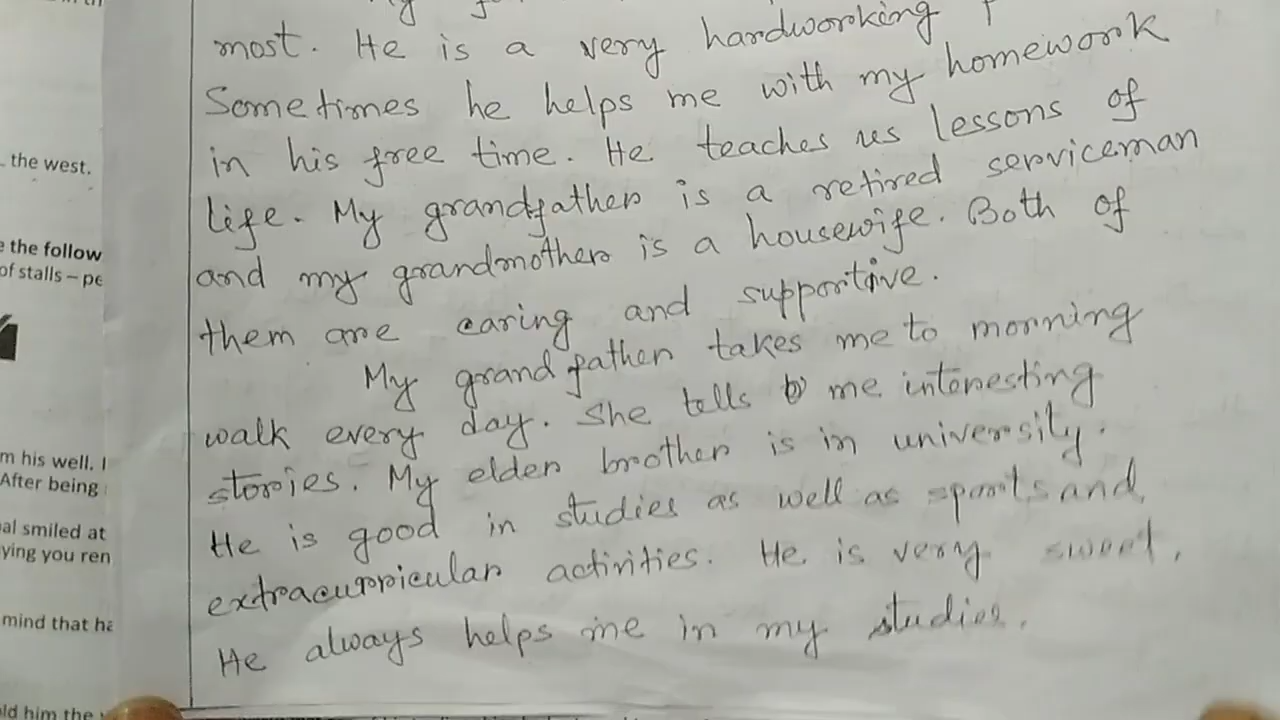 the west.
the follow
of stalls – pe
m his well. I
After being
al smiled at
ying you ren
mind that ha
ld him the
most. He is a very hardworking
Sometimes he helps me with my homework
in his free time. He teaches us lessons of
life. My grandfather is a retired serviceman
and my grandmother is a housewife. Both of
them are caring and supportive.
My grandfather takes me to morning
walk every day. She tells me interesting
stories. My elder brother is in university.
He is good in studies as well as sports and
extracurricular activities. He is very sweet.
He always helps me in my studies.